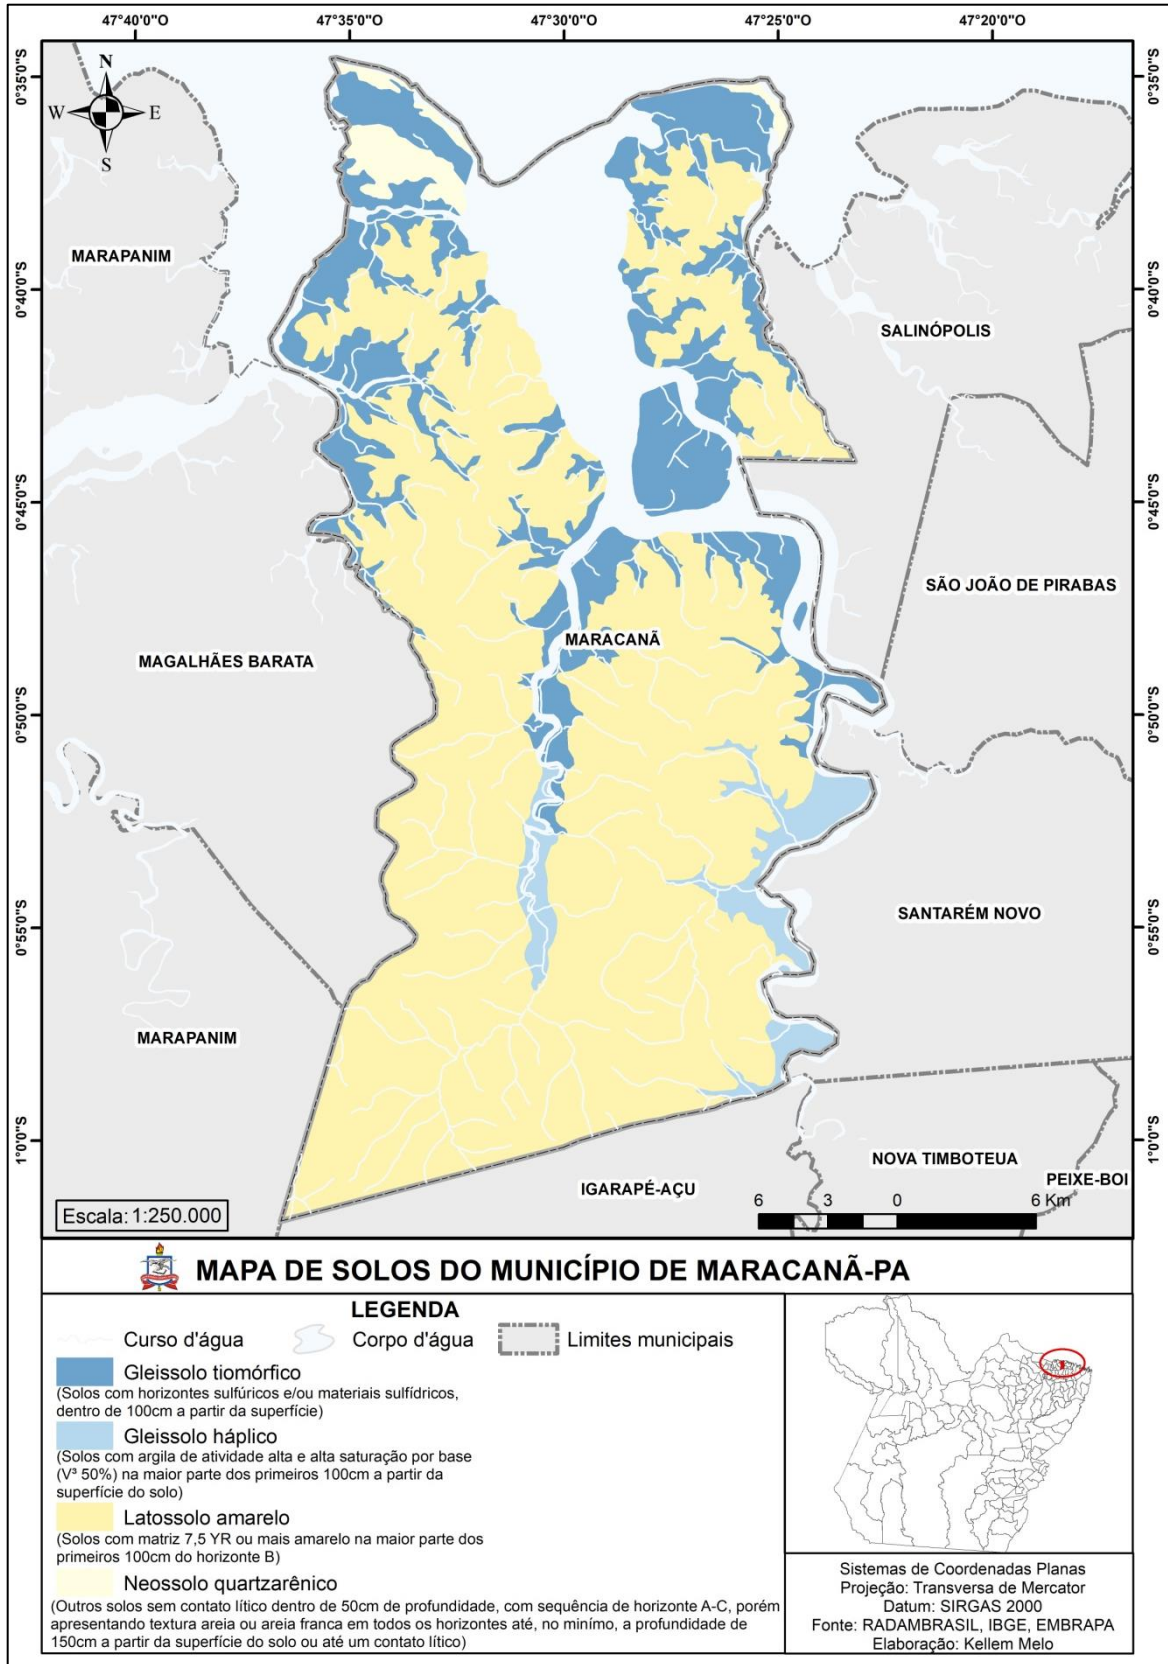 47°40'0"O 47°35'0"O 47°30'0"O 47°25'0"O 47°20'0"O
0°35'0"S 0°35'0"S
N
W E
S
MARAPANIM
0°40'0"S 0°40'0"S
SALINÓPOLIS
0°45'0"S 0°45'0"S
SÃO JOÃO DE PIRABAS
MARACANÃ
MAGALHÃES BARATA
0°50'0"S 0°50'0"S
SANTARÉM NOVO
0°55'0"S 0°55'0"S
MARAPANIM
1°0'0"S 1°0'0"S
NOVA TIMBOTEUA
PEIXE-BOI
IGARAPÉ-AÇU
6 3 0 6 Km
Escala: 1:250.000
MAPA DE SOLOS DO MUNICÍPIO DE MARACANÃ-PA
LEGENDA
Curso d'água Corpo d'água Limites municipais
Gleissolo tiomórfico
(Solos com horizontes sulfúricos e/ou materiais sulfídricos,
dentro de 100cm a partir da superfície)
Gleissolo háplico
(Solos com argila de atividade alta e alta saturação por base
(V³ 50%) na maior parte dos primeiros 100cm a partir da
superfície do solo)
Latossolo amarelo
(Solos com matriz 7,5 YR ou mais amarelo na maior parte dos
primeiros 100cm do horizonte B)
Neossolo quartzarênico
(Outros solos sem contato lítico dentro de 50cm de profundidade, com sequência de horizonte A-C, porém
apresentando textura areia ou areia franca em todos os horizontes até, no minímo, a profundidade de
150cm a partir da superfície do solo ou até um contato lítico)
Sistemas de Coordenadas Planas
Projeção: Transversa de Mercator
Datum: SIRGAS 2000
Fonte: RADAMBRASIL, IBGE, EMBRAPA
Elaboração: Kellem Melo